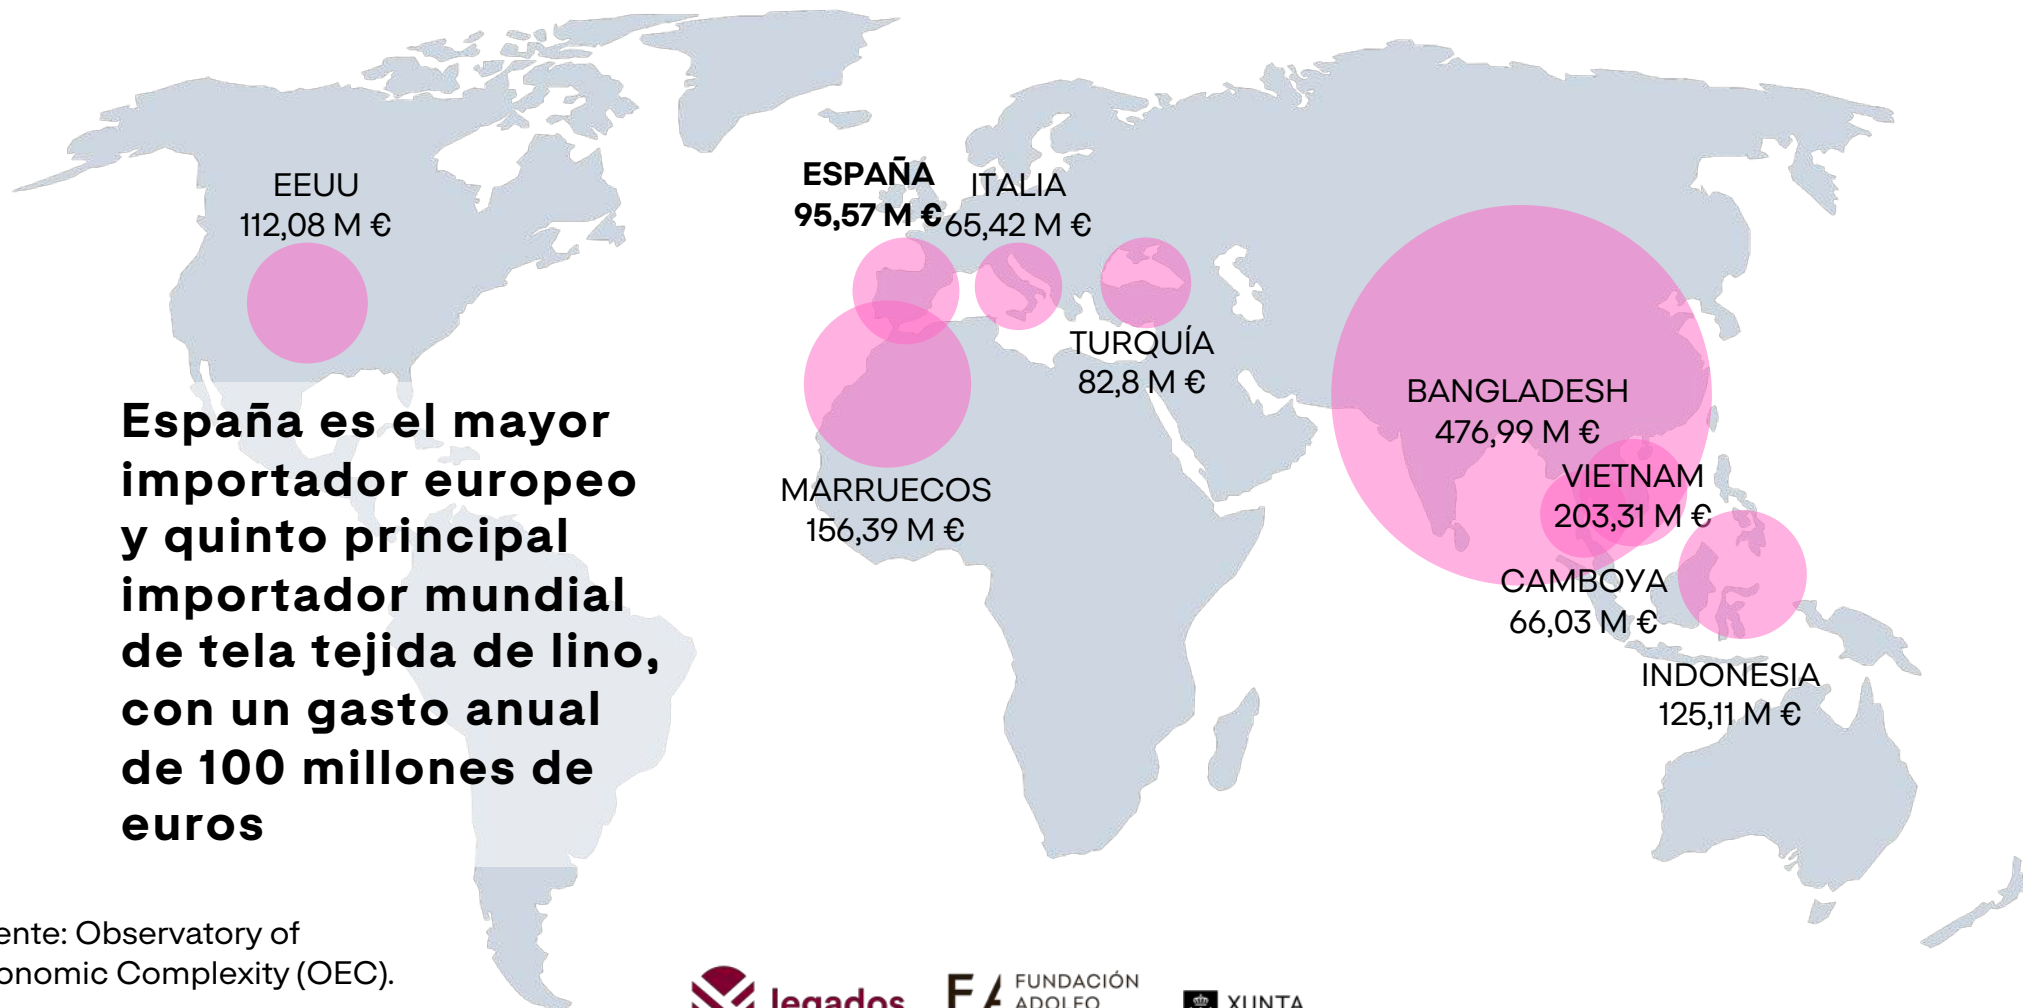 EEUU
112,08 M €
ESPAÑA
95,57 M €
ITALIA
65,42 M €
TURQUÍA
82,8 M €
BANGLADESH
476,99 M €
VIETNAM
203,31 M €
MARRUECOS
156,39 M €
CAMBOYA
66,03 M €
INDONESIA
125,11 M €
España es el mayor
importador europeo
y quinto principal
importador mundial
de tela tejida de lino,
con un gasto anual
de 100 millones de
euros
ente: Observatory of
onomic Complexity (OEC).
legados
FUNDACIÓN
ADOLFO
XUNTA